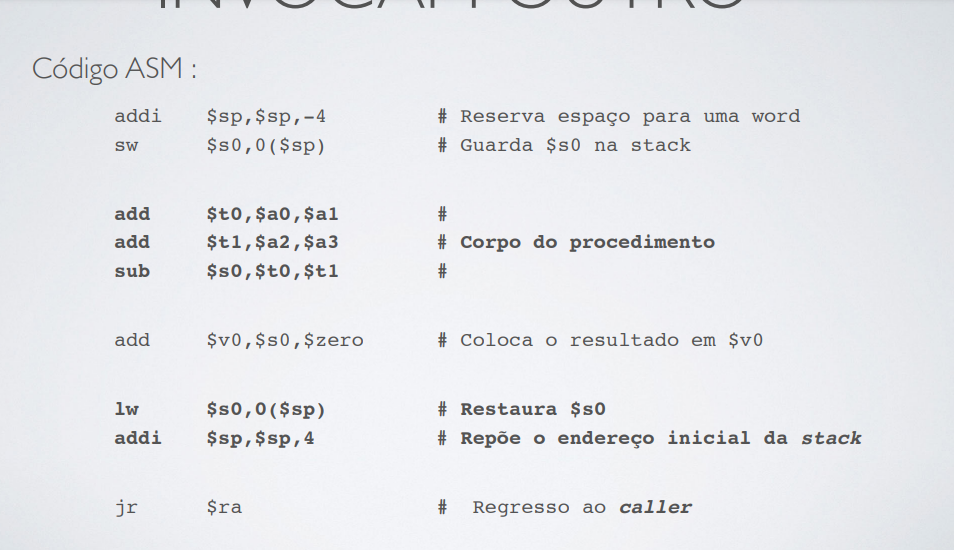 Código ASM :
addi $sp,$sp,-4 # Reserva espaço para uma word
sw $s0,0($sp) # Guarda $s0 na stack
add $t0,$a0,$a1 #
add $t1,$a2,$a3 # Corpo do procedimento
sub $s0,$t0,$t1 #
add $v0,$s0,$zero # Coloca o resultado em $v0
lw $s0,0($sp) # Restaura $s0
addi $sp,$sp,4 # Repõe o endereço inicial da stack
jr $ra # Regresso ao caller